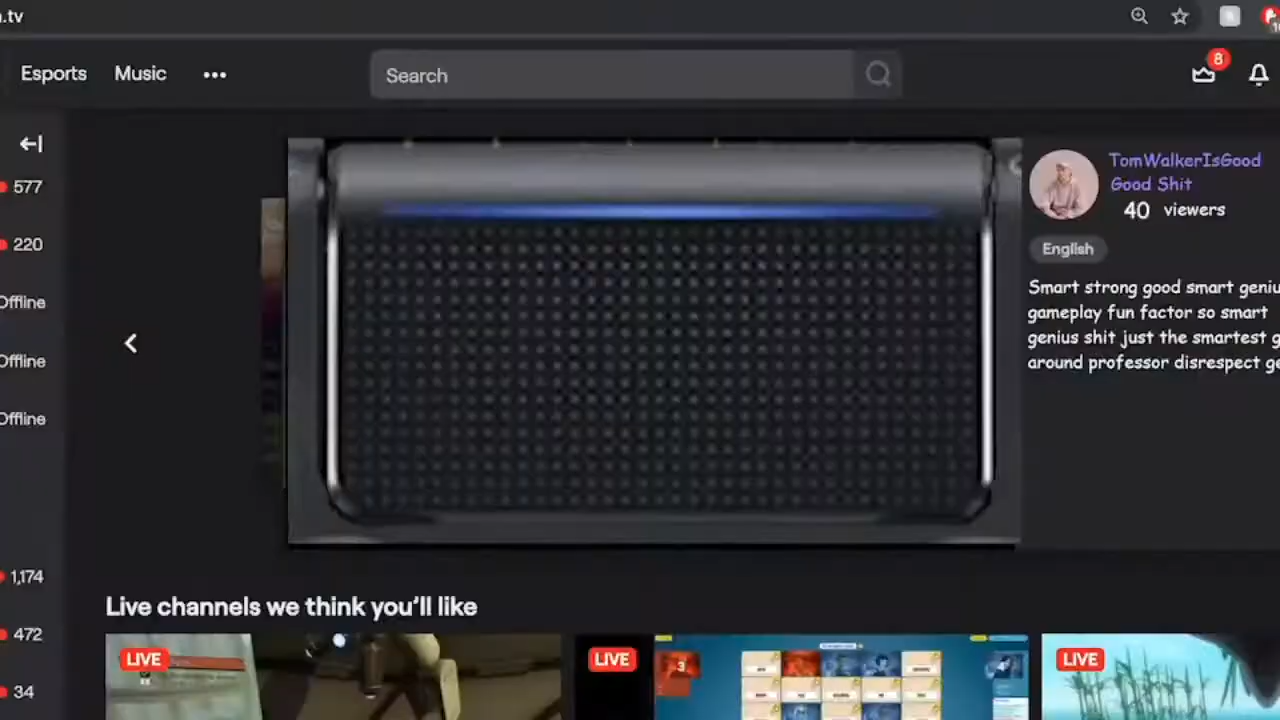 .tv
Esports Music
Search
8
577
220
Offline
Offline
Offline
1,174
472
34
TomWalkerIsGood
Good Shit
40 viewers
English
Smart strong good smart geniu
gameplay fun factor so smart
genius shit just the smartest g
around professor disrespect ge
Live channels we think you'll like
LIVE
LIVE
LIVE